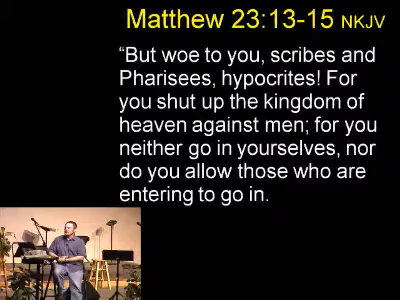 Matthew 23:13-15 NKJV
“But woe to you, scribes and
Pharisees, hypocrites! For
you shut up the kingdom of
heaven against men; for you
neither go in yourselves, nor
do you allow those who are
entering to go in.